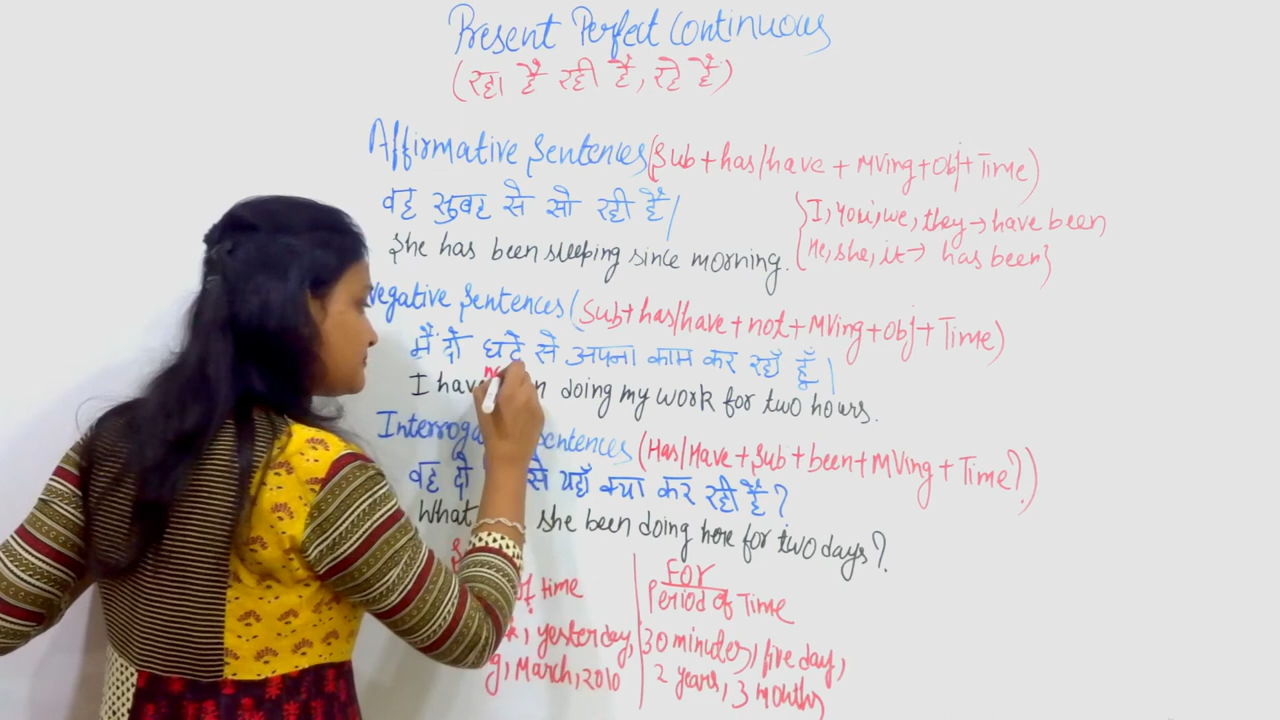 Present Perfect Continuous
(रहा है रही है, रहे हैं)
Affirmative Sentences (Sub + has/have + MVing + Obj + Time)
वह सुबह से सो रही है|
{I, You, we, they → have been,
She has been sleeping since morning.
He, she, it → has been}
Negative Sentences (Sub + has/have + not + MVing + Obj + Time)
मैं दो घंटे से अपना काम कर रहाँ हूँ|
I have doing my work for two hours.
Sentences (Has/Have + Sub + been + MVing + Time?)
वह दो से यहाँ क्या कर रही है?
What she been doing here for two days?
For
of time
Period of Time
yesterday,
30 minutes, five day,
March, 2010
2 years, 3 months